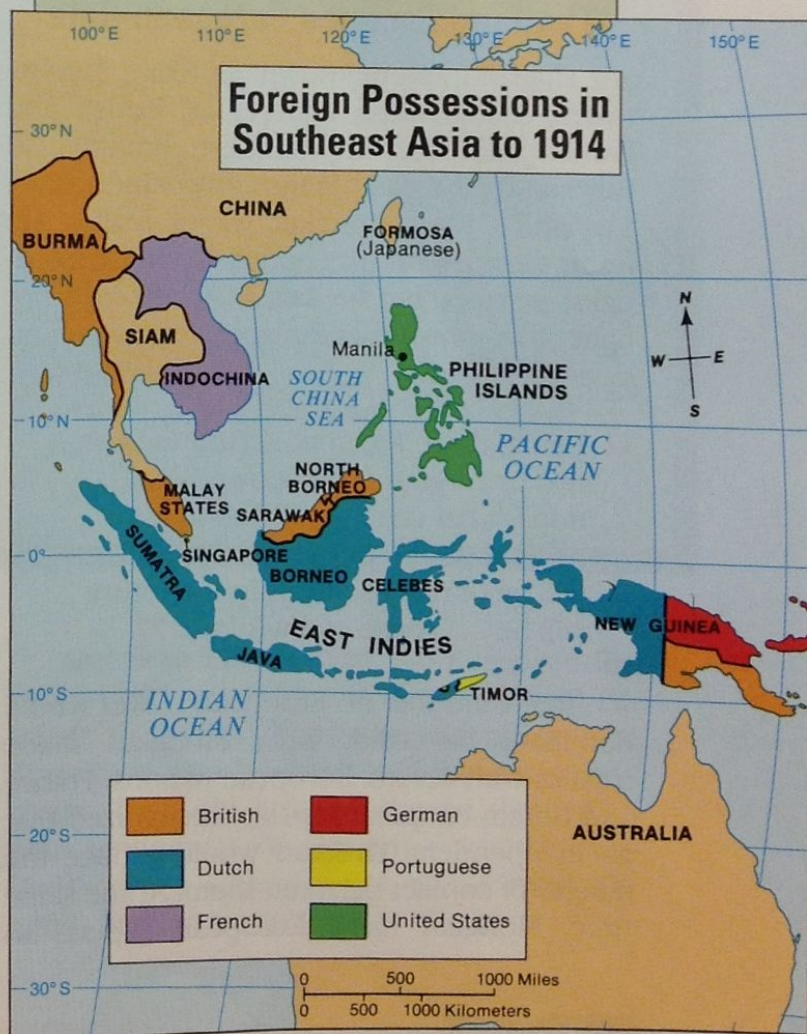 100°E
110°E
120°E
130°E
140°E
150°E
Foreign Possessions in
Southeast Asia to 1914
30°N
CHINA
BURMA
FORMOSA
(Japanese)
20°N
N
W
E
S
SIAM
Manila
INDOCHINA
SOUTH
CHINA
SEA
PHILIPPINE
ISLANDS
10°N
PACIFIC
OCEAN
NORTH
BORNEO
MALAY
STATES
SARAWAK
0°
SINGAPORE
SUMATRA
BORNEO
CELEBES
NEW GUINEA
EAST INDIES
JAVA
10°S
TIMOR
INDIAN
OCEAN
British
German
Dutch
Portuguese
French
United States
20°S
AUSTRALIA
0 500 1000 Miles
0 500 1000 Kilometers
30°S